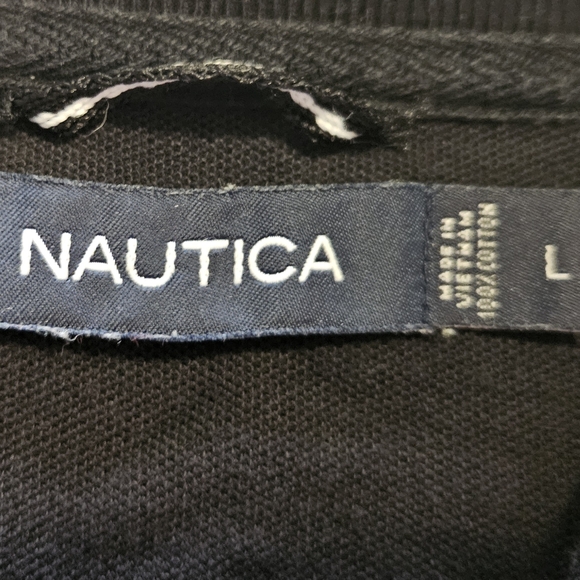 NAUTICA
MADE IN
VIETNAM
100% COTTON
L